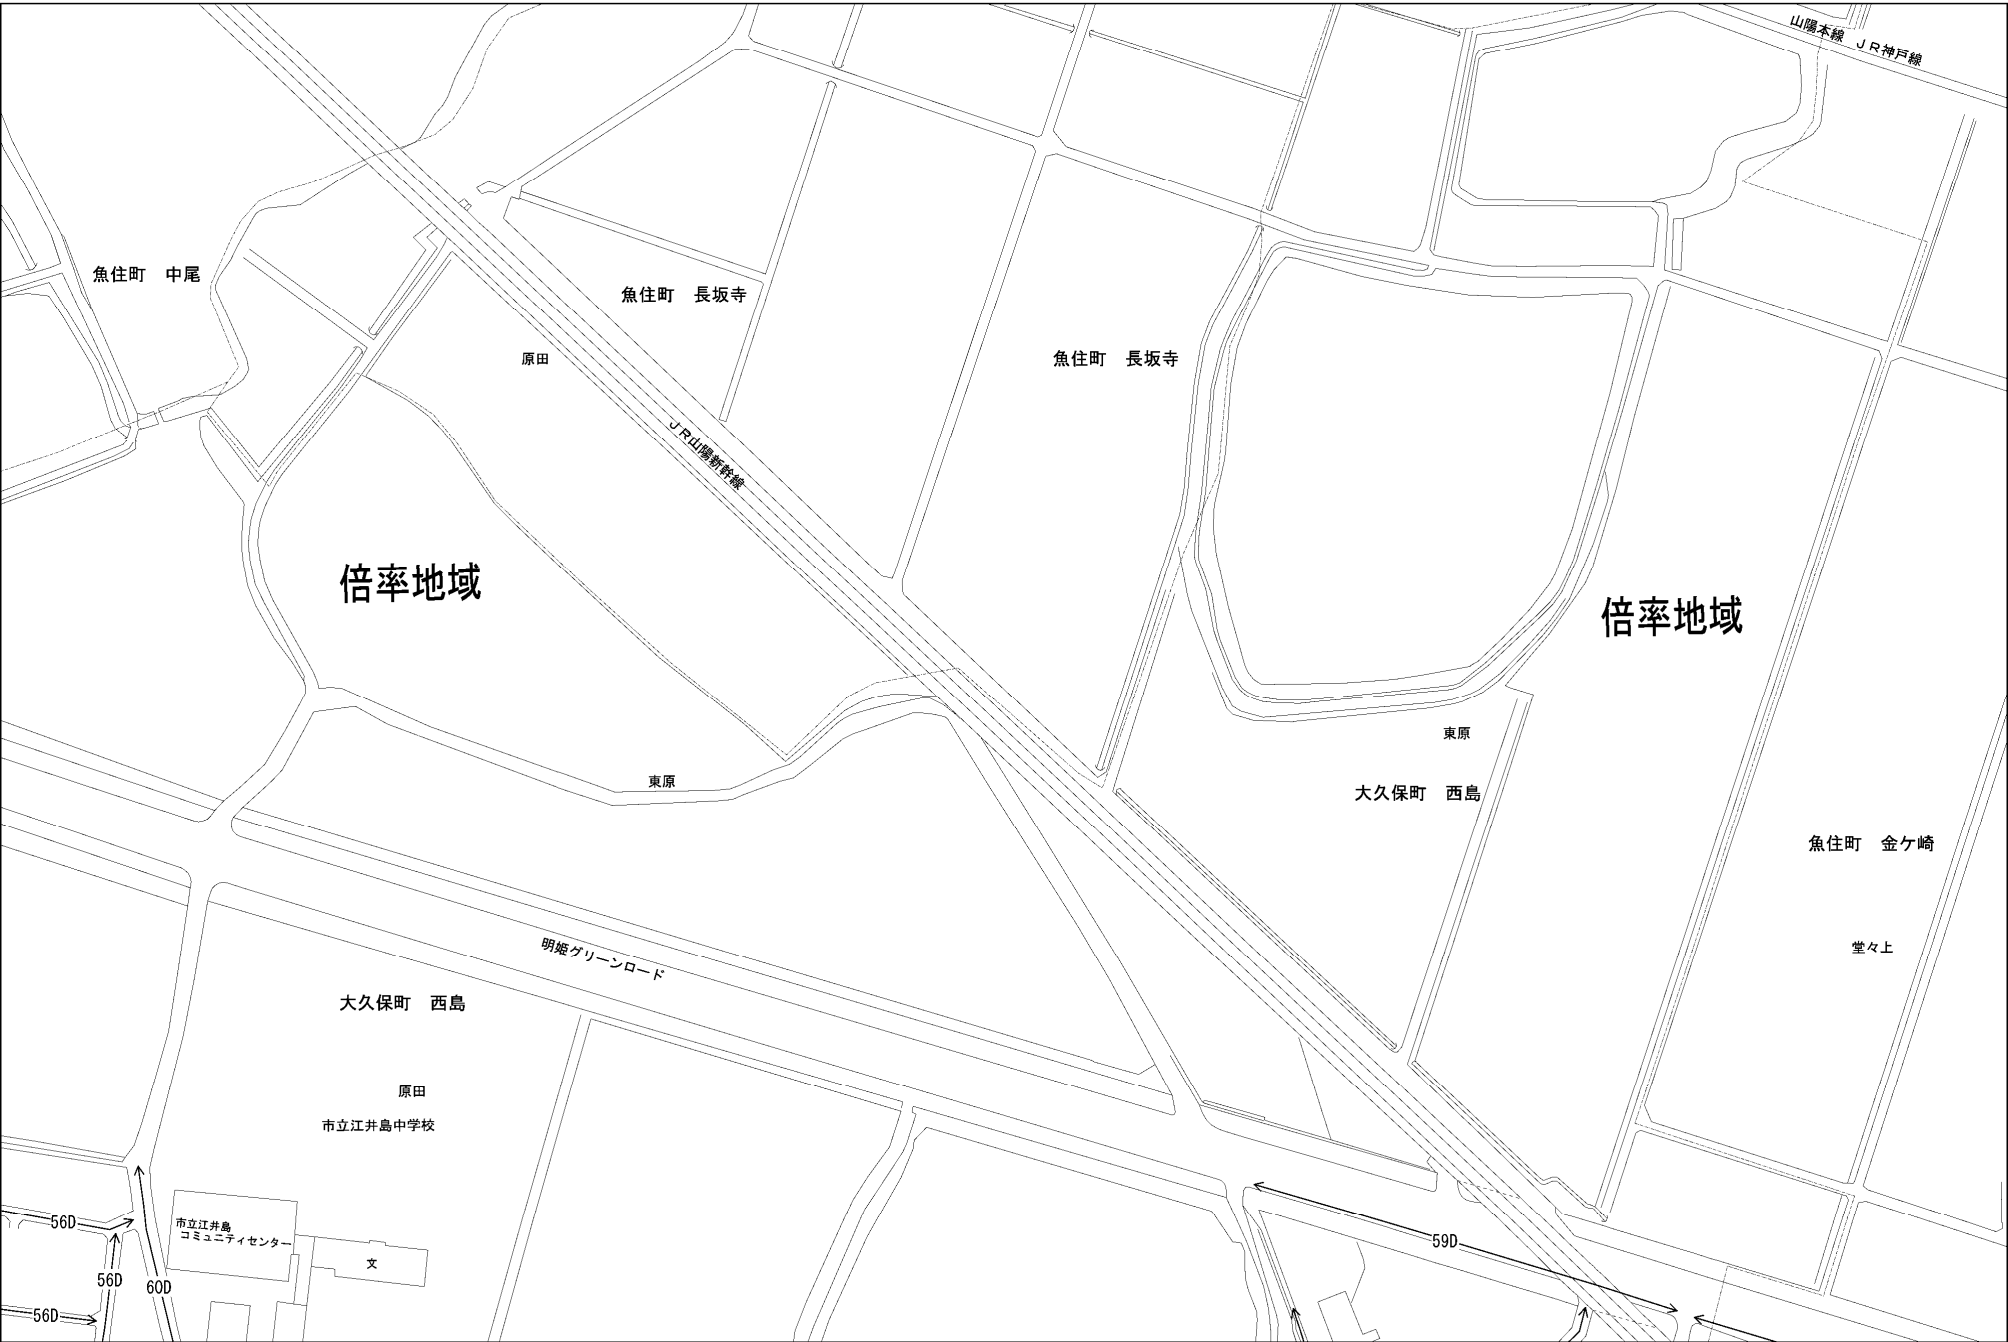 山陽本線　ＪＲ神戸線
魚住町　中尾
魚住町　長坂寺
原田
魚住町　長坂寺
ＪＲ山陽新幹線
倍率地域
倍率地域
東原
東原
大久保町　西島
魚住町　金ケ崎
明姫グリーンロード
堂々上
大久保町　西島
原田
市立江井島中学校
56D
市立江井島
コミュニティセンター
文
59D
56D
60D
56D